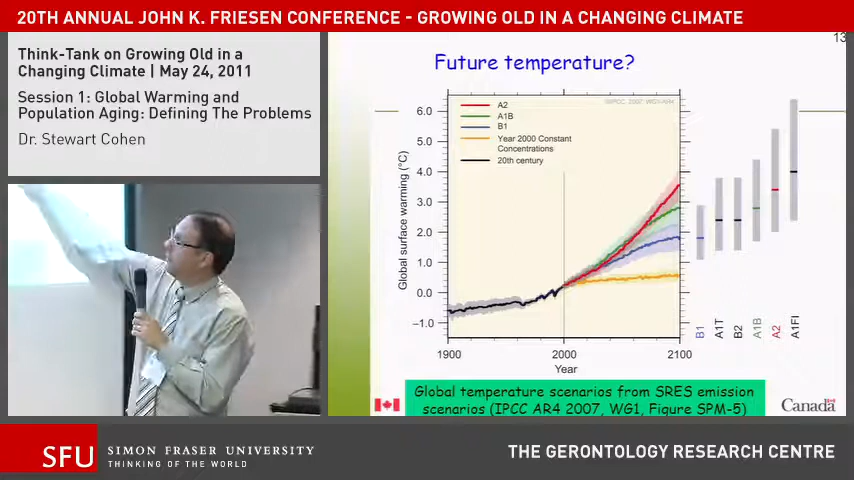 20TH ANNUAL JOHN K. FRIESEN CONFERENCE - GROWING OLD IN A CHANGING CLIMATE
Think-Tank on Growing Old in a
Changing Climate | May 24, 2011
Session 1: Global Warming and
Population Aging: Defining The Problems
Dr. Stewart Cohen
13
Future temperature?
A2
A1B
B1
Year 2000 Constant
Concentrations
20th century
6.0
5.0
4.0
3.0
2.0
1.0
0.0
–1.0
Global surface warming (°C)
1900
2000
2100
Year
B1
A1T
B2
A1B
A2
A1FI
Global temperature scenarios from SRES emission
scenarios (IPCC AR4 2007, WG1, Figure SPM-5)
Canada
SFU
SIMON FRASER UNIVERSITY
THINKING OF THE WORLD
THE GERONTOLOGY RESEARCH CENTRE